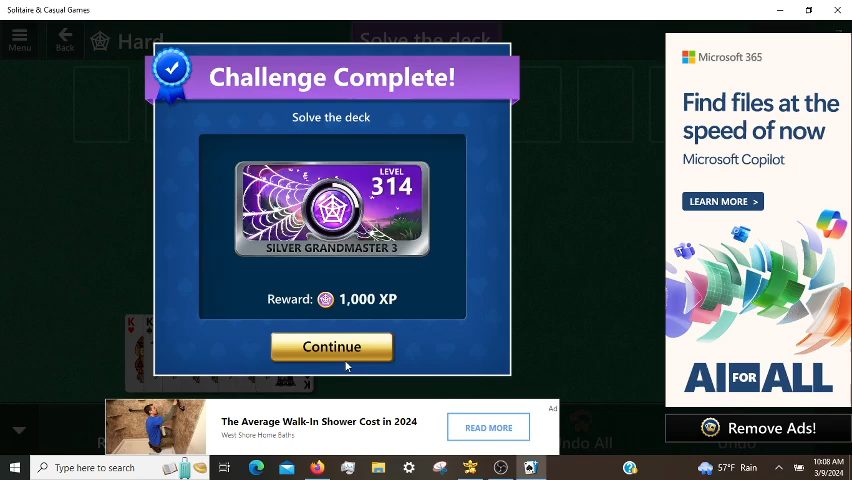 Solitaire & Casual Games
Menu
Back
Hard
Solve the deck
Challenge Complete!
Solve the deck
LEVEL
314
SILVER GRANDMASTER 3
Reward: 1,000 XP
Continue
K
K
Microsoft 365
Find files at the
speed of now
Microsoft Copilot
LEARN MORE >
AI FOR ALL
The Average Walk-In Shower Cost in 2024
West Shore Home Baths
READ MORE
Ad
Remove Ads!
Undo All
Undo
Type here to search
57°F Rain
10:08 AM
3/9/2024